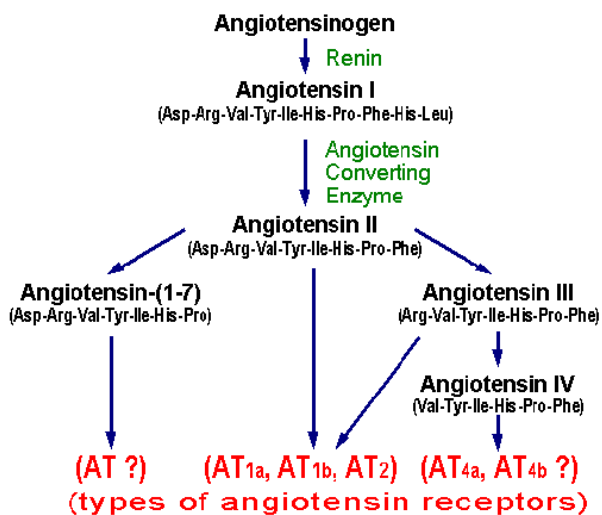 Angiotensinogen
Renin
Angiotensin I
(Asp-Arg-Val-Tyr-Ile-His-Pro-Phe-His-Leu)
Angiotensin
Converting
Enzyme
Angiotensin II
(Asp-Arg-Val-Tyr-Ile-His-Pro-Phe)
Angiotensin-(1-7)
(Asp-Arg-Val-Tyr-Ile-His-Pro)
Angiotensin III
(Arg-Val-Tyr-Ile-His-Pro-Phe)
Angiotensin IV
(Val-Tyr-Ile-His-Pro-Phe)
(AT ?) (AT1a, AT1b, AT2) (AT4a, AT4b ?)
(types of angiotensin receptors)